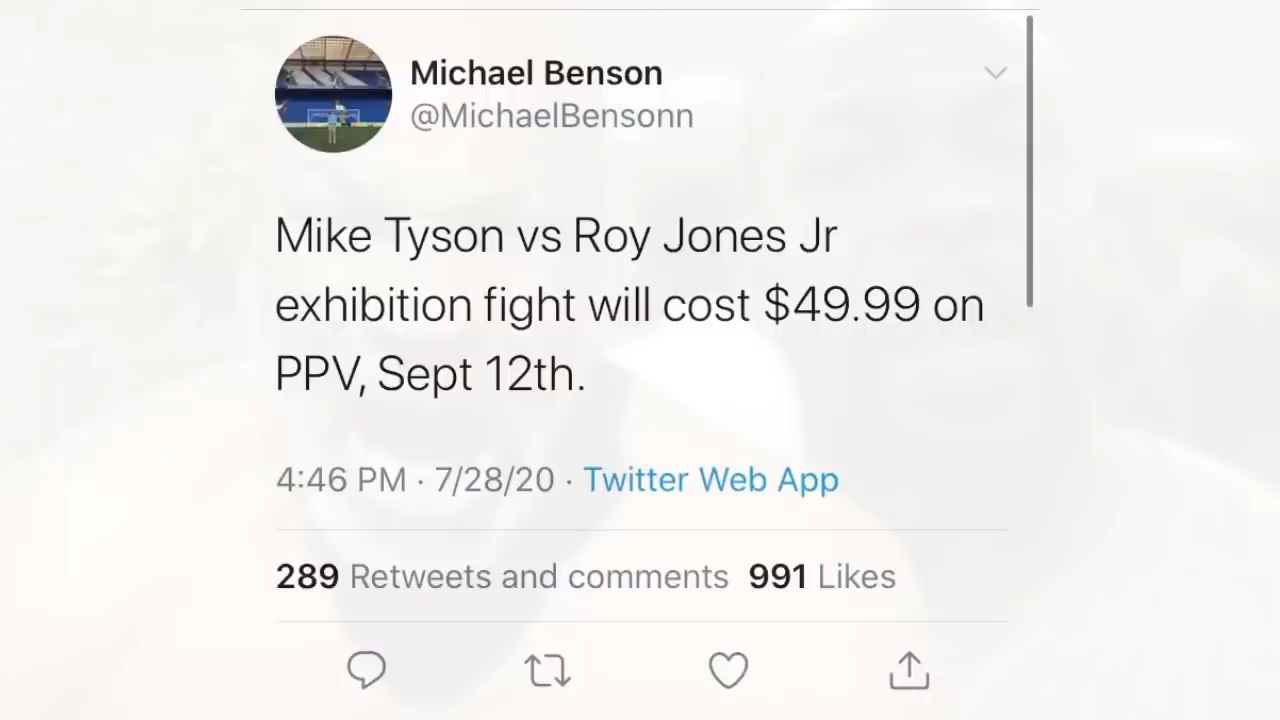 Michael Benson
@MichaelBensonn
Mike Tyson vs Roy Jones Jr
exhibition fight will cost $49.99 on
PPV, Sept 12th.
4:46 PM · 7/28/20 · Twitter Web App
289 Retweets and comments 991 Likes